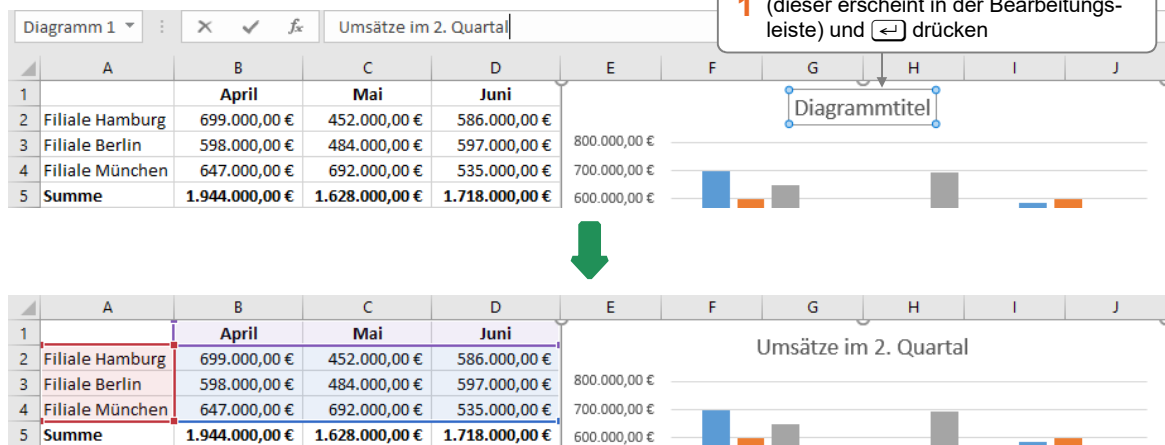 1 (dieser erscheint in der Bearbeitungs-
leiste) und drücken
Diagramm 1 fx Umsätze im 2. Quartal
A B C D E F G H I J
1 April Mai Juni
Diagrammtitel
2 Filiale Hamburg 699.000,00 € 452.000,00 € 586.000,00 €
3 Filiale Berlin 598.000,00 € 484.000,00 € 597.000,00 € 800.000,00 €
4 Filiale München 647.000,00 € 692.000,00 € 535.000,00 € 700.000,00 €
5 Summe 1.944.000,00 € 1.628.000,00 € 1.718.000,00 € 600.000,00 €
A B C D E F G H I J
1 April Mai Juni
Umsätze im 2. Quartal
2 Filiale Hamburg 699.000,00 € 452.000,00 € 586.000,00 €
3 Filiale Berlin 598.000,00 € 484.000,00 € 597.000,00 € 800.000,00 €
4 Filiale München 647.000,00 € 692.000,00 € 535.000,00 € 700.000,00 €
5 Summe 1.944.000,00 € 1.628.000,00 € 1.718.000,00 € 600.000,00 €